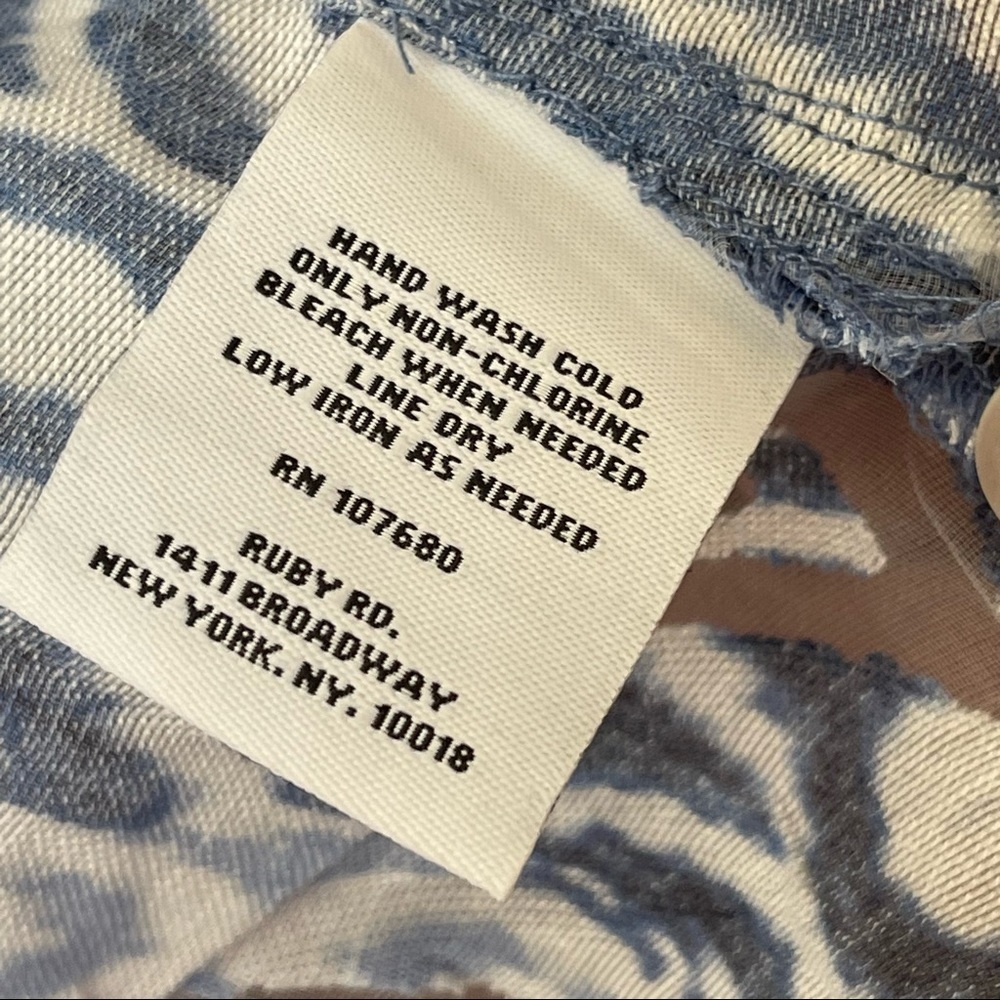 HAND WASH COLD
ONLY NON-CHLORINE
BLEACH WHEN NEEDED
LINE DRY
LOW IRON AS NEEDED
RN 107680
RUBY RD.
1411 BROADWAY
NEW YORK. NY. 10018